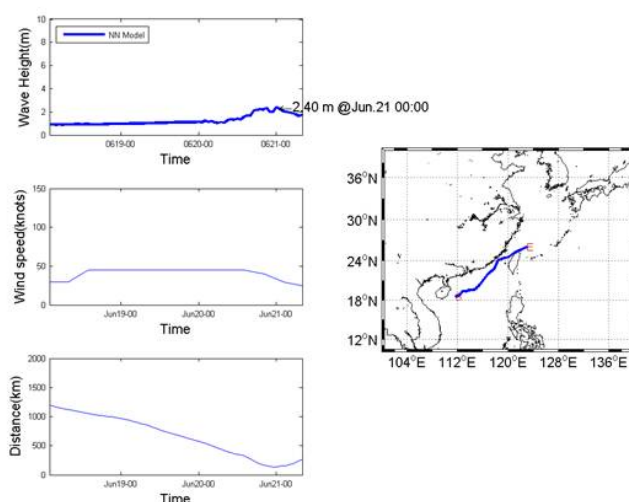 10
8
6
4
2
0
Wave Height(m)
NN Model
2.40 m @Jun.21 00:00
0619-00 0620-00 0621-00
Time
150
100
50
0
Wind speed(knots)
Jun19-00 Jun20-00 Jun21-00
Time
2000
1500
1000
500
0
Distance(km)
Jun19-00 Jun20-00 Jun21-00
Time
36°N
30°N
24°N
18°N
12°N
104°E 112°E 120°E 128°E 136°E
E